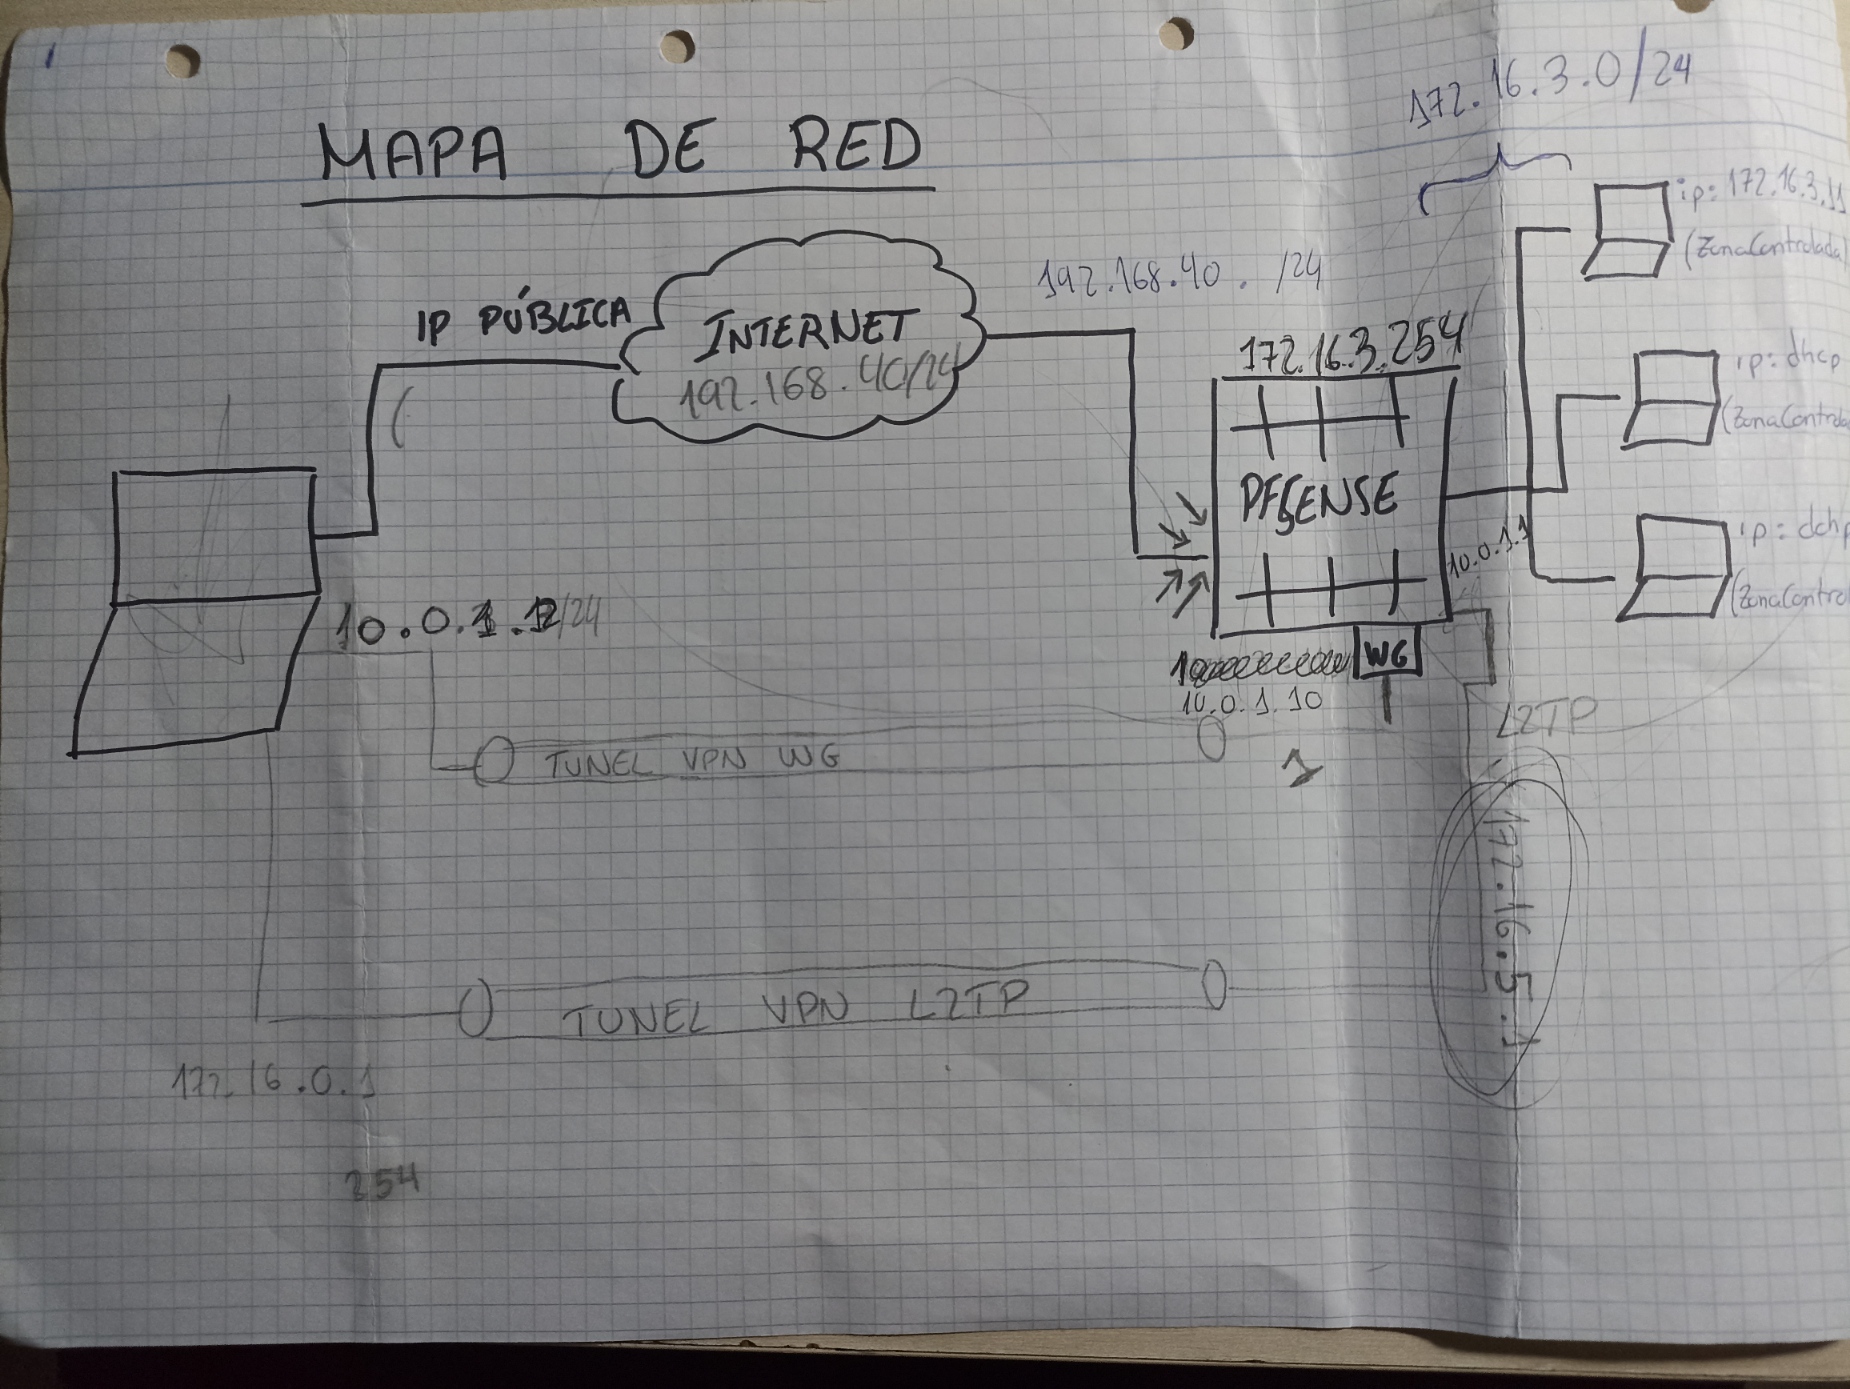 MAPA DE RED
172.16.3.0/24
ip: 172.16.3.11
(ZonaControlada)
192.168.40. /24
IP PÚBLICA
INTERNET
192.168.40/24
172.16.3.254
ip: dhcp
(ZonaControla
PFSENSE
10.0.1.1
ip: dchp
(ZonaControl
10.0.1.2/24
WG
10.0.1.10
L2TP
TUNEL VPN WG
1
172.16.5.1
TUNEL VPN L2TP
172.16.0.1
254